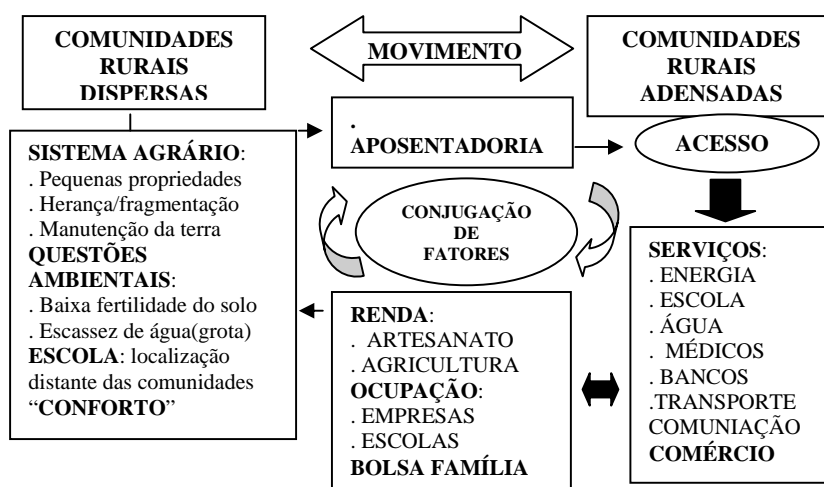 COMUNIDADES
RURAIS
DISPERSAS
MOVIMENTO
COMUNIDADES
RURAIS
ADENSADAS
.
APOSENTADORIA
ACESSO
SISTEMA AGRÁRIO:
. Pequenas propriedades
. Herança/fragmentação
. Manutenção da terra
QUESTÕES
AMBIENTAIS:
. Baixa fertilidade do solo
. Escassez de água(grota)
ESCOLA: localização
distante das comunidades
“CONFORTO”
CONJUGAÇÃO
DE
FATORES
RENDA:
. ARTESANATO
. AGRICULTURA
OCUPAÇÃO:
. EMPRESAS
. ESCOLAS
BOLSA FAMÍLIA
SERVIÇOS:
. ENERGIA
. ESCOLA
. ÁGUA
. MÉDICOS
. BANCOS
.TRANSPORTE
COMUNIAÇÃO
COMÉRCIO